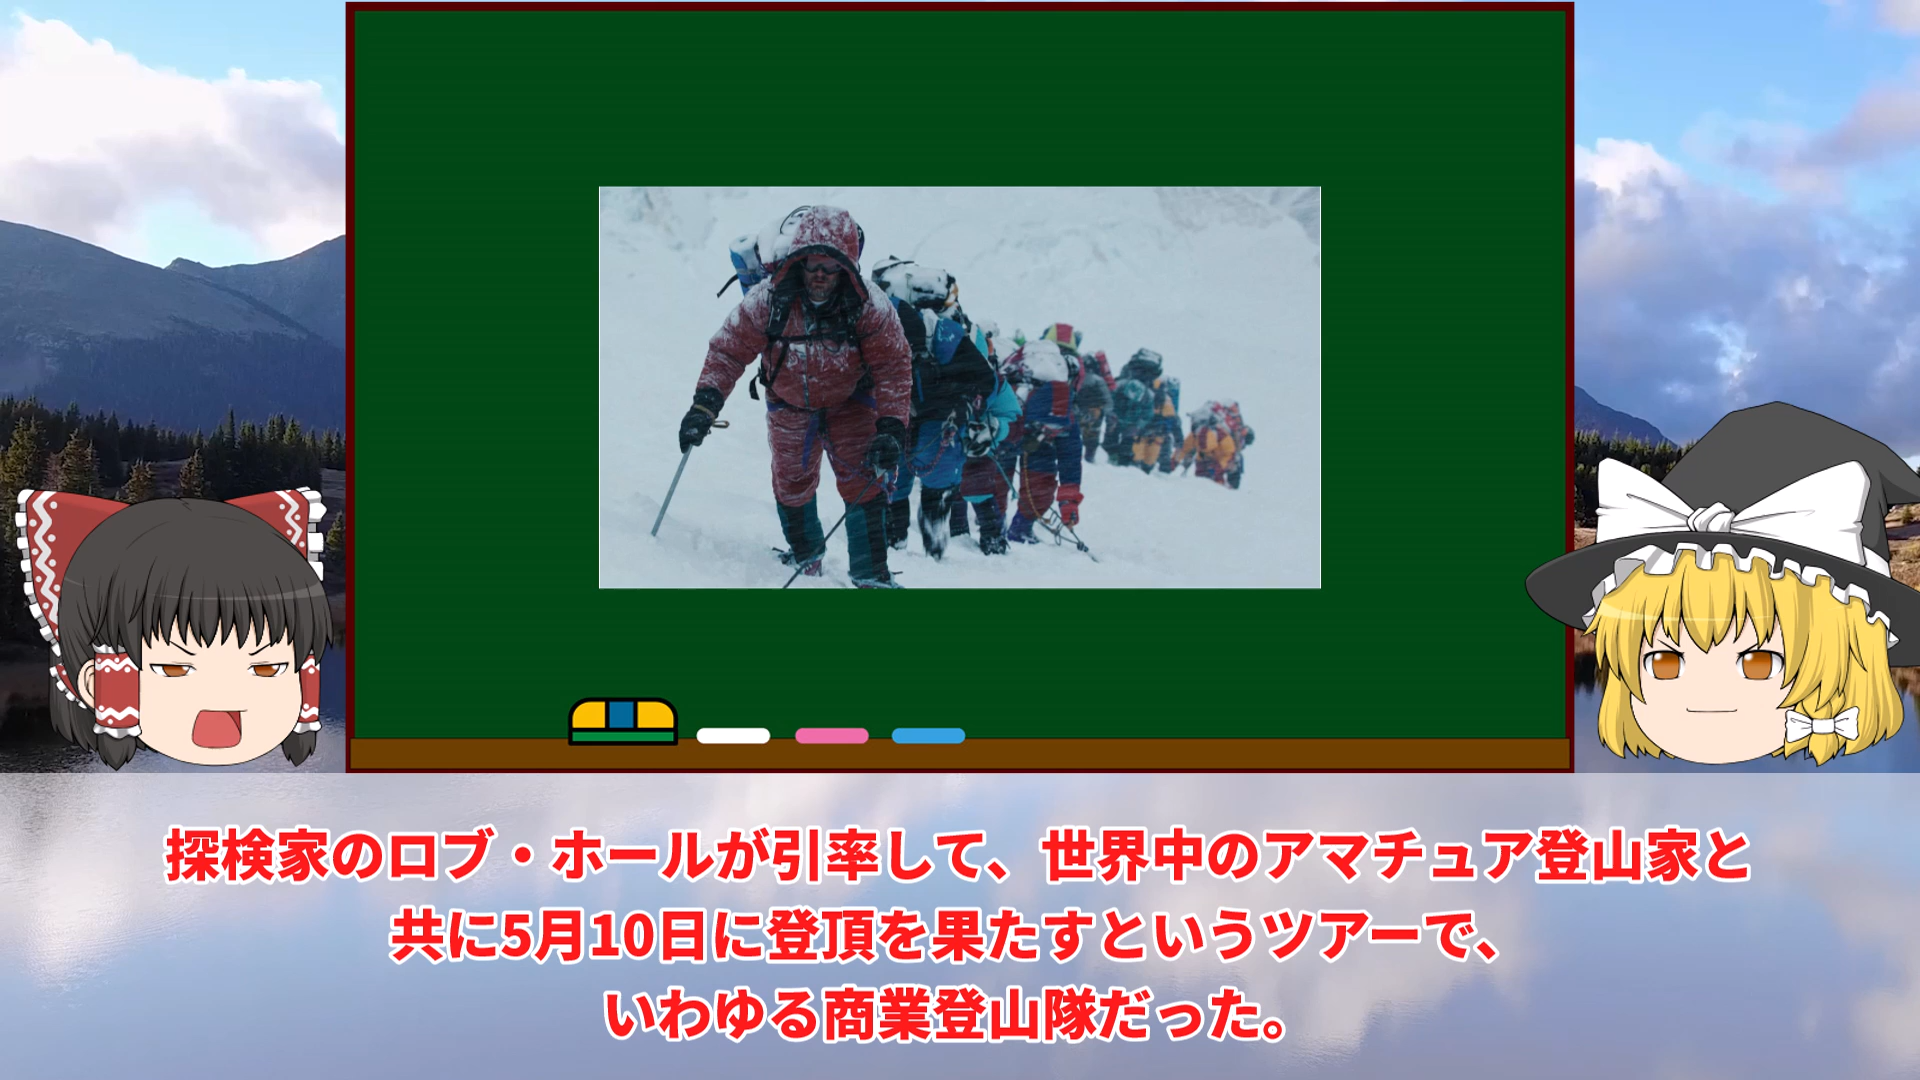 探検家のロブ・ホールが引率して、世界中のアマチュア登山家と
共に5月10日に登頂を果たすというツアーで、
いわゆる商業登山隊だった。